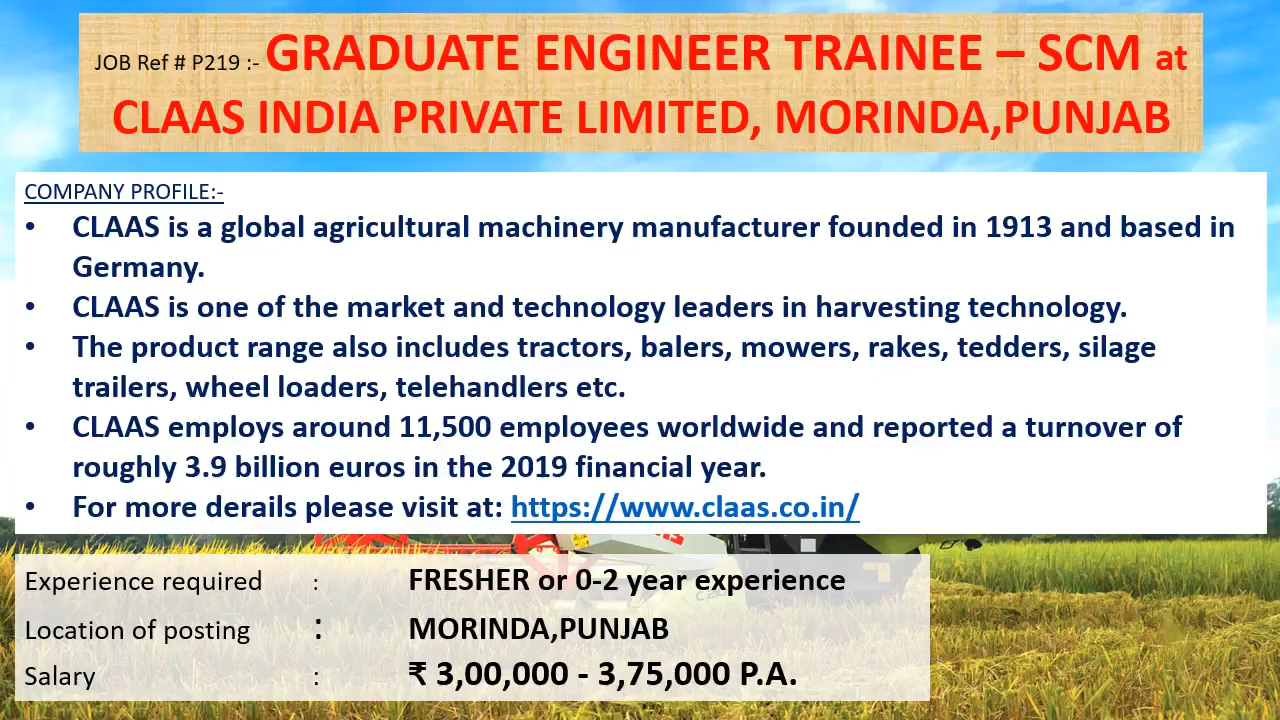 JOB Ref # P219 :- GRADUATE ENGINEER TRAINEE – SCM at
CLAAS INDIA PRIVATE LIMITED, MORINDA,PUNJAB
COMPANY PROFILE:-
• CLAAS is a global agricultural machinery manufacturer founded in 1913 and based in
Germany.
• CLAAS is one of the market and technology leaders in harvesting technology.
• The product range also includes tractors, balers, mowers, rakes, tedders, silage
trailers, wheel loaders, telehandlers etc.
• CLAAS employs around 11,500 employees worldwide and reported a turnover of
roughly 3.9 billion euros in the 2019 financial year.
• For more derails please visit at: https://www.claas.co.in/
Experience required : FRESHER or 0-2 year experience
Location of posting : MORINDA,PUNJAB
Salary : ₹ 3,00,000 - 3,75,000 P.A.